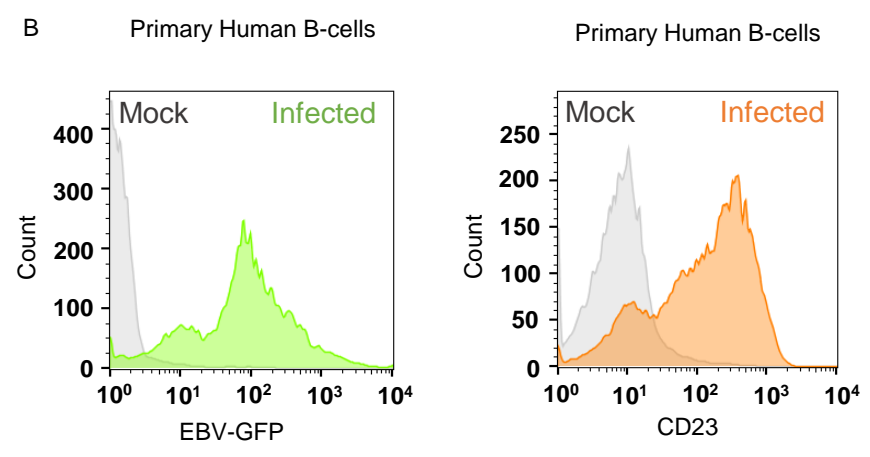 B
Primary Human B-cells
Mock
Infected
400
300
200
100
0
Count
10⁰
10¹
10²
10³
10⁴
EBV-GFP
Primary Human B-cells
Mock
Infected
250
200
150
100
50
0
Count
10⁰
10¹
10²
10³
10⁴
CD23